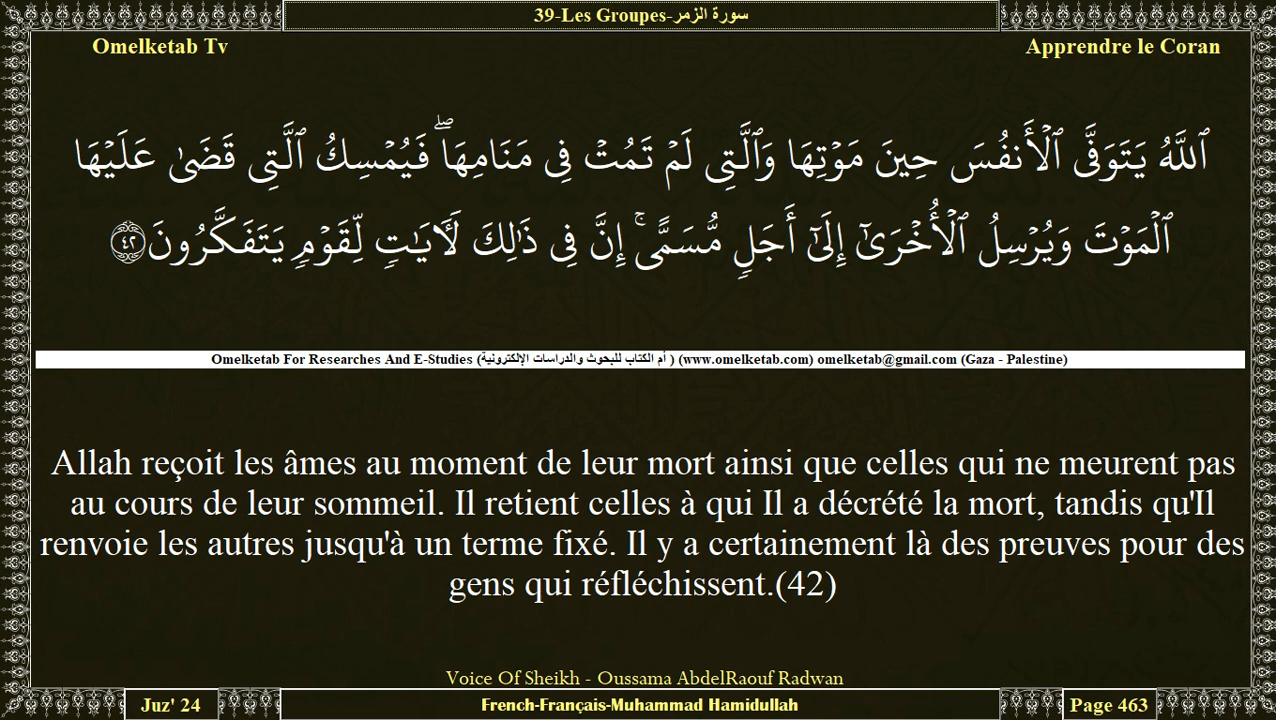 39-Les Groupes-سورة الزمر
Omelketab Tv
Apprendre le Coran
ٱللَّهُ يَتَوَفَّى ٱلْأَنفُسَ حِينَ مَوْتِهَا وَٱلَّتِى لَمْ تَمُتْ فِى مَنَامِهَا ۖ فَيُمْسِكُ ٱلَّتِى قَضَىٰ عَلَيْهَا
ٱلْمَوْتَ وَيُرْسِلُ ٱلْأُخْرَىٰٓ إِلَىٰٓ أَجَلٍ مُّسَمًّى ۚ إِنَّ فِى ذَٰلِكَ لَـَٔايَـٰتٍ لِّقَوْمٍ يَتَفَكَّرُونَ ٤٢
Omelketab For Researches And E-Studies (أم الكتاب للبحوث والدراسات الإلكترونية ) (www.omelketab.com) omelketab@gmail.com (Gaza - Palestine)
Allah reçoit les âmes au moment de leur mort ainsi que celles qui ne meurent pas
au cours de leur sommeil. Il retient celles à qui Il a décrété la mort, tandis qu'Il
renvoie les autres jusqu'à un terme fixé. Il y a certainement là des preuves pour des
gens qui réfléchissent.(42)
Voice Of Sheikh - Oussama AbdelRaouf Radwan
Juz' 24
French-Français-Muhammad Hamidullah
Page 463